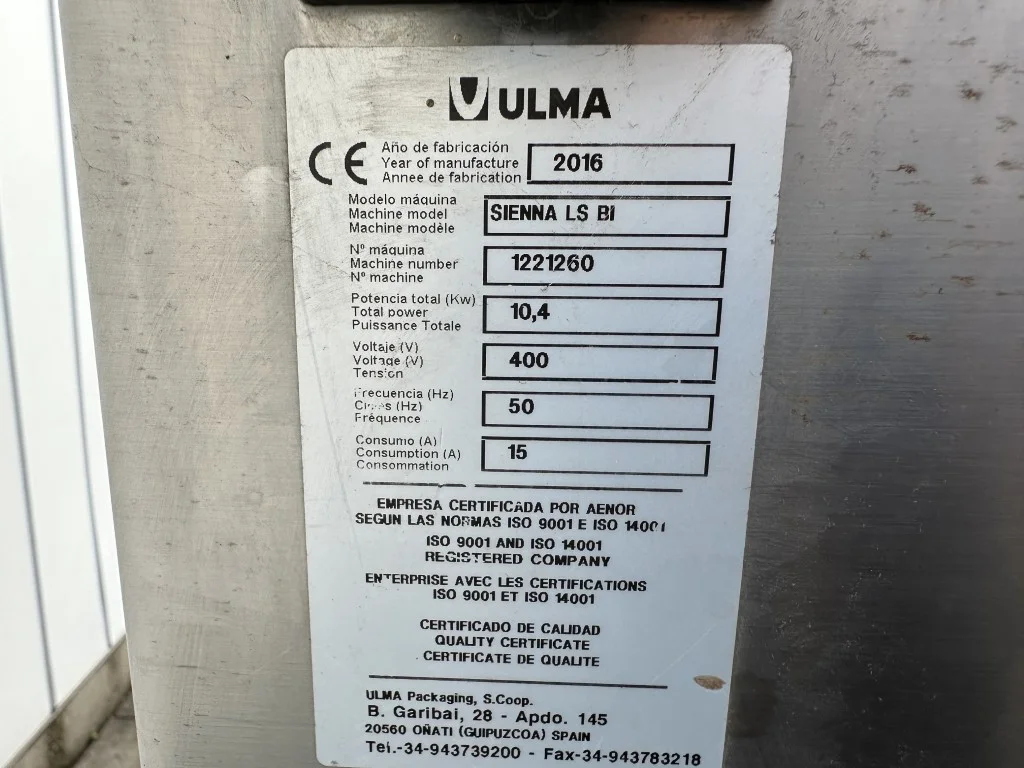 ULMA
CE
Año de fabricación
Year of manufacture
Annee de fabrication
2016
Modelo máquina
Machine model
Machine modèle
SIENNA LS BI
Nº máquina
Machine number
Nº machine
1221260
Potencia total (Kw)
Total power
Puissance Totale
10,4
Voltaje (V)
Voltage (V)
Tension
400
Frecuencia (Hz)
(Hz)
Fréquence
50
Consumo (A)
Consumption (A)
Consommation
15
EMPRESA CERTIFICADA POR AENOR
SEGUN LAS NORMAS ISO 9001 E ISO 14001
ISO 9001 AND ISO 14001
REGISTERED COMPANY
ENTERPRISE AVEC LES CERTIFICATIONS
ISO 9001 ET ISO 14001
CERTIFICADO DE CALIDAD
QUALITY CERTIFICATE
CERTIFICATE DE QUALITE
ULMA Packaging, S.Coop.
B. Garibai, 28 - Apdo. 145
20560 OÑATI (GUIPUZCOA) SPAIN
Tel.-34-943739200 - Fax-34-943783218